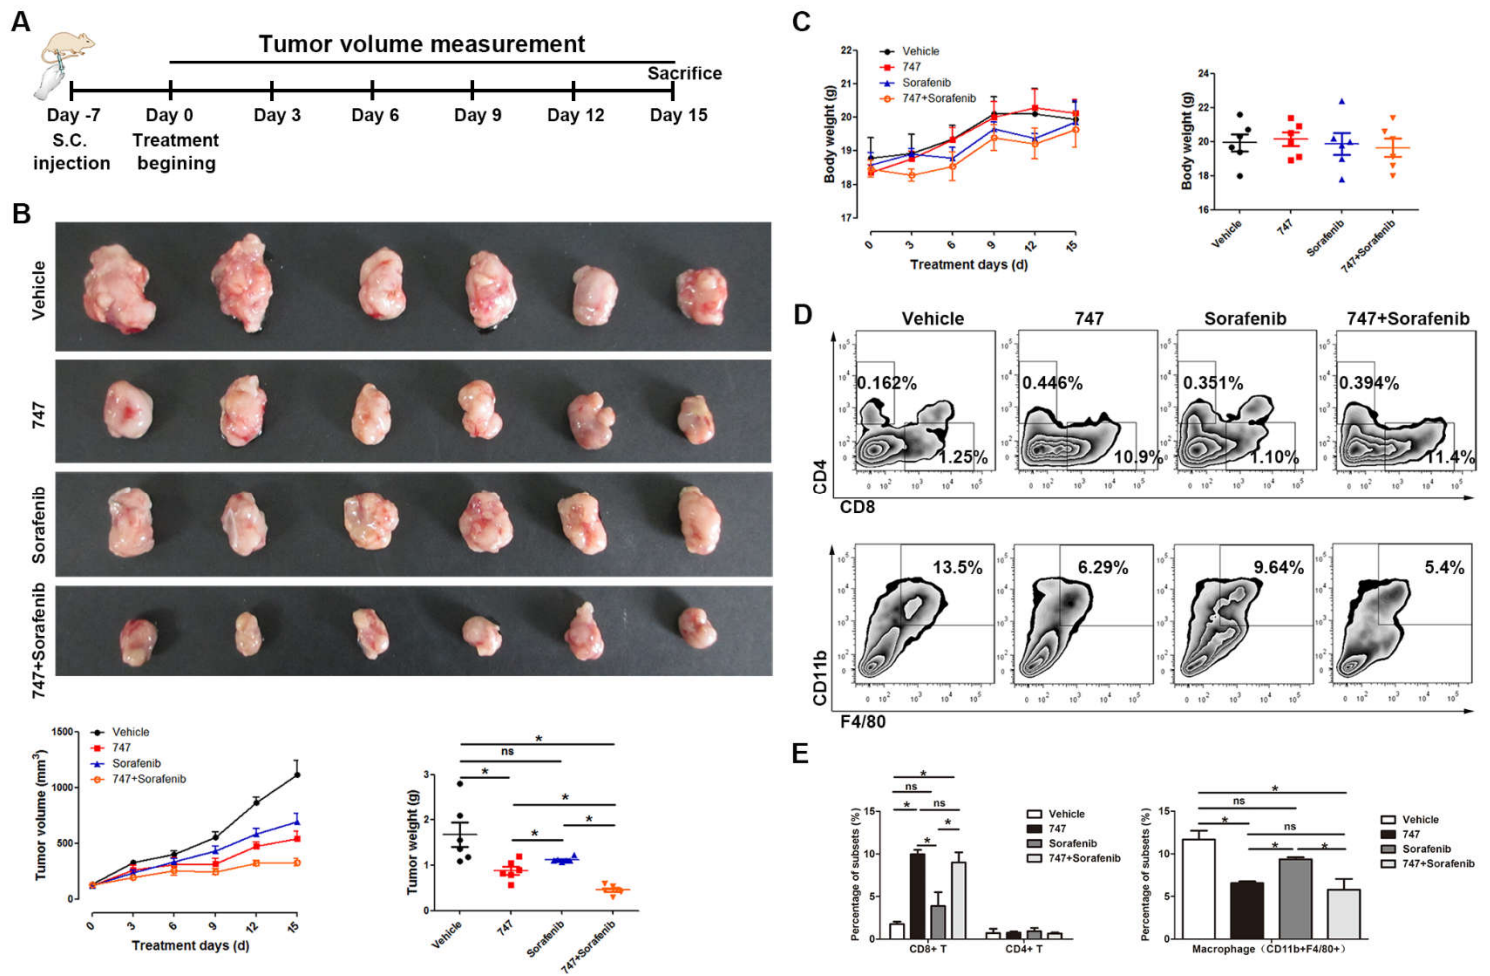 A
Tumor volume measurement
Sacrifice
Day -7
Day 0
Day 3
Day 6
Day 9
Day 12
Day 15
S.C.
injection
Treatment
begining
B
Vehicle
747
Sorafenib
747+Sorafenib
Tumor volume (mm3)
1500
1000
500
0
Vehicle
747
Sorafenib
747+Sorafenib
0
3
6
9
12
15
Treatment days (d)
Tumor weight (g)
3
2
1
0
*
ns
*
*
*
*
Vehicle
747
Sorafenib
747+Sorafenib
C
Body weight (g)
22
21
20
19
18
17
Vehicle
747
Sorafenib
747+Sorafenib
0
3
6
9
12
15
Treatment days (d)
Body weight (g)
24
22
20
18
16
Vehicle
747
Sorafenib
747+Sorafenib
D
Vehicle
747
Sorafenib
747+Sorafenib
0.162%
0.446%
0.351%
0.394%
1.25%
10.9%
1.10%
11.4%
CD4
CD8
13.5%
6.29%
9.64%
5.4%
CD11b
F4/80
E
Percentage of subsets (%)
15
10
5
0
*
ns
*
ns
*
*
Vehicle
747
Sorafenib
747+Sorafenib
CD8+ T
CD4+ T
Percentage of subsets (%)
15
10
5
0
*
ns
*
ns
*
*
Vehicle
747
Sorafenib
747+Sorafenib
Macrophage（CD11b+F4/80+）